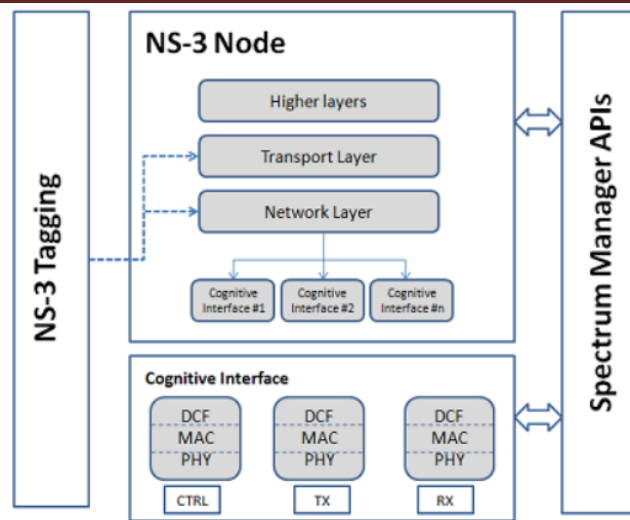 NS-3 Tagging
NS-3 Node
Higher layers
Transport Layer
Network Layer
Cognitive
Interface #1
Cognitive
Interface #2
Cognitive
Interface #n
Cognitive Interface
DCF
MAC
PHY
CTRL
DCF
MAC
PHY
TX
DCF
MAC
PHY
RX
Spectrum Manager APIs